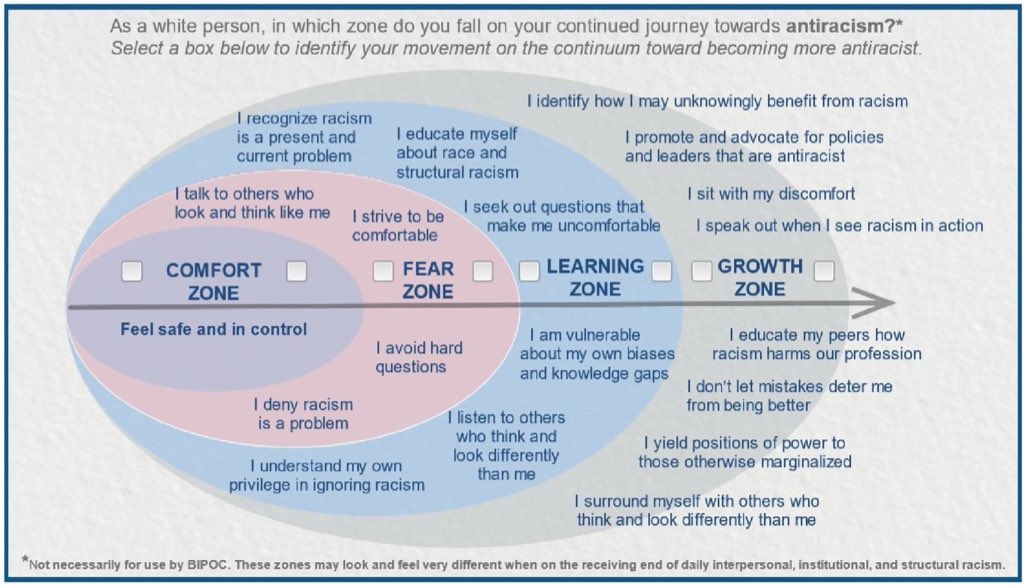 As a white person, in which zone do you fall on your continued journey towards antiracism?*
Select a box below to identify your movement on the continuum toward becoming more antiracist.
I identify how I may unknowingly benefit from racism
I recognize racism
is a present and
current problem
I educate myself
about race and
structural racism
I promote and advocate for policies
and leaders that are antiracist
I talk to others who
look and think like me
I strive to be
comfortable
I seek out questions that
make me uncomfortable
I sit with my discomfort
I speak out when I see racism in action
COMFORT
ZONE
FEAR
ZONE
LEARNING
ZONE
GROWTH
ZONE
Feel safe and in control
I avoid hard
questions
I am vulnerable
about my own biases
and knowledge gaps
I educate my peers how
racism harms our profession
I deny racism
is a problem
I don't let mistakes deter me
from being better
I listen to others
who think and
look differently
than me
I yield positions of power to
those otherwise marginalized
I understand my own
privilege in ignoring racism
I surround myself with others who
think and look differently than me
*Not necessarily for use by BIPOC. These zones may look and feel very different when on the receiving end of daily interpersonal, institutional, and structural racism.